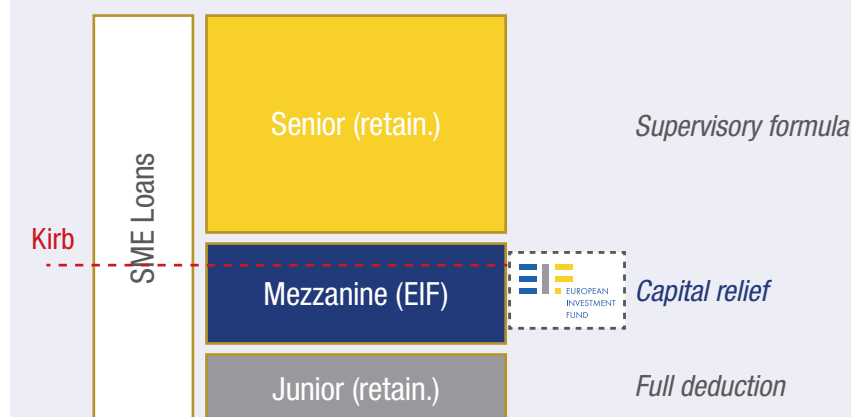 Senior (retain.)
Supervisory formula
SME Loans
Kirb
Mezzanine (EIF)
EUROPEAN
INVESTMENT
FUND
Capital relief
Junior (retain.)
Full deduction